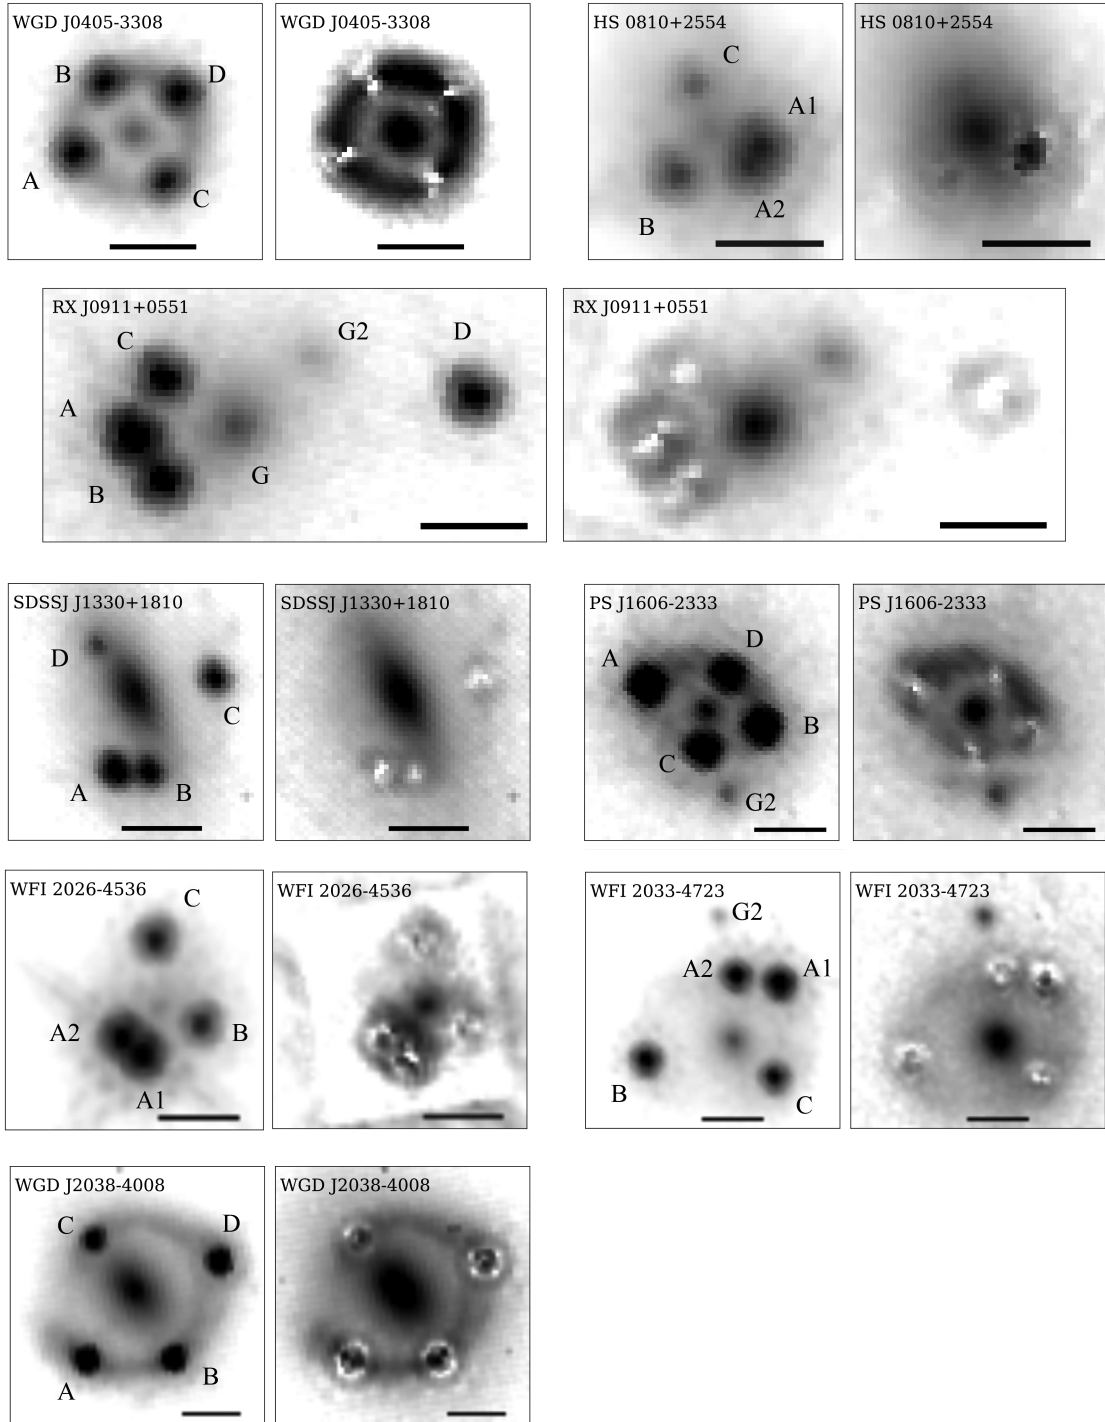 WGD J0405-3308
B
D
A
C
WGD J0405-3308
HS 0810+2554
C
A1
B
A2
HS 0810+2554
RX J0911+0551
C
G2
D
A
B
G
RX J0911+0551
SDSSJ J1330+1810
D
C
A
B
SDSSJ J1330+1810
PS J1606-2333
D
A
B
C
G2
PS J1606-2333
WFI 2026-4536
C
A2
B
A1
WFI 2026-4536
WFI 2033-4723
G2
A2
A1
B
C
WFI 2033-4723
WGD J2038-4008
C
D
B
A
WGD J2038-4008